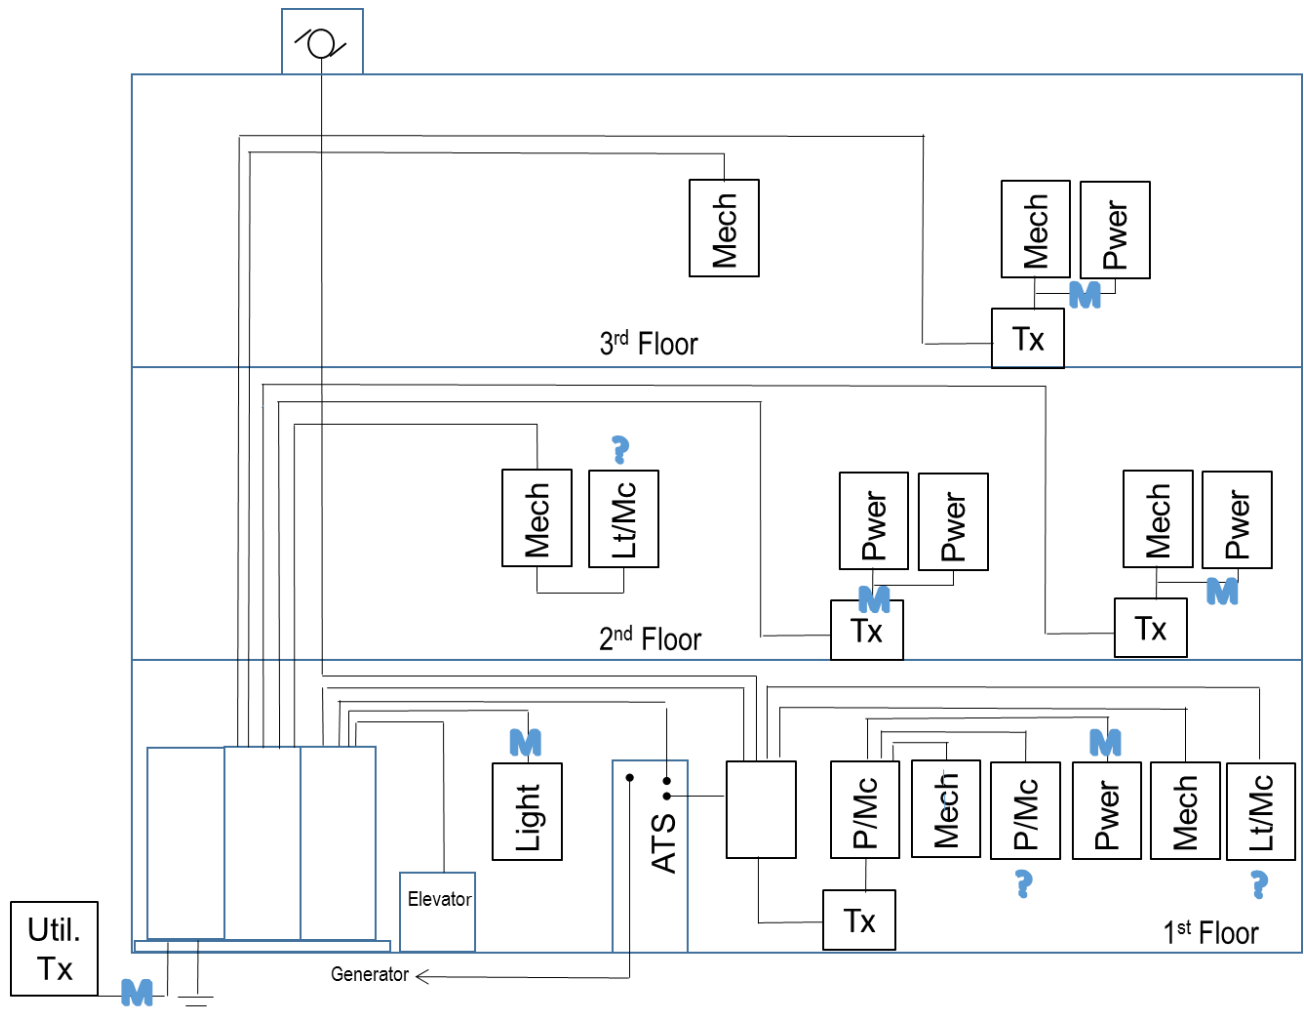 Mech
Mech
Pwer
M
Tx
3rd Floor
?
Mech
Lt/Mc
Pwer
Pwer
Mech
Pwer
M
M
Tx
Tx
2nd Floor
M
M
Light
ATS
P/Mc
Mech
P/Mc
Pwer
Mech
Lt/Mc
?
?
Elevator
Tx
Util.
Tx
1st Floor
Generator
M